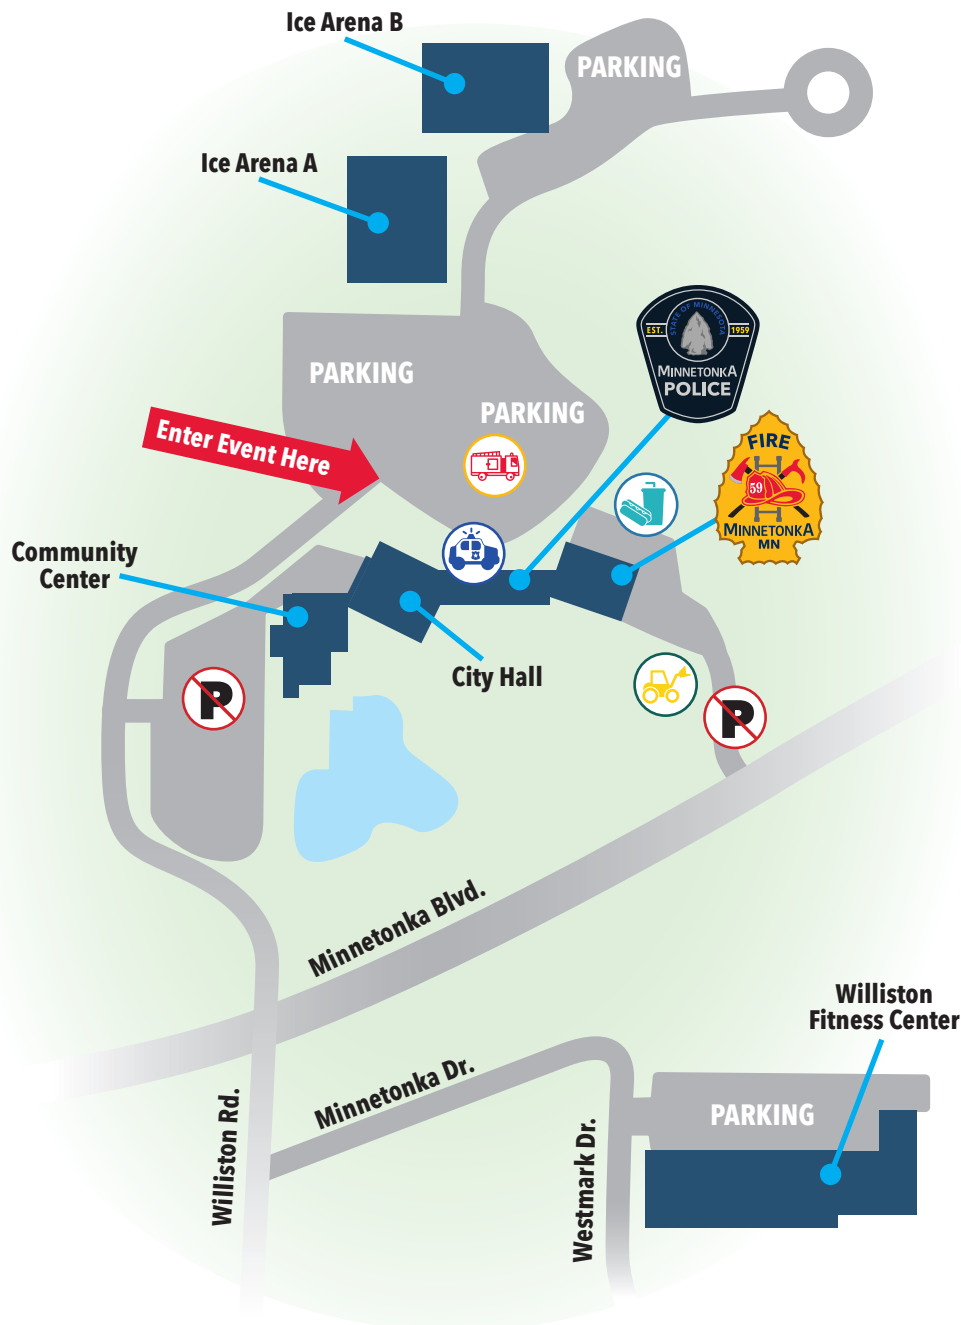 Ice Arena B
PARKING
Ice Arena A
STATE OF MINNESOTA
EST. 1959
MINNETONKA
POLICE
PARKING
PARKING
Enter Event Here
FIRE
59
MINNETONKA
MN
Community
Center
City Hall
P
P
Minnetonka Blvd.
Williston
Fitness Center
Minnetonka Dr.
Williston Rd.
Westmark Dr.
PARKING